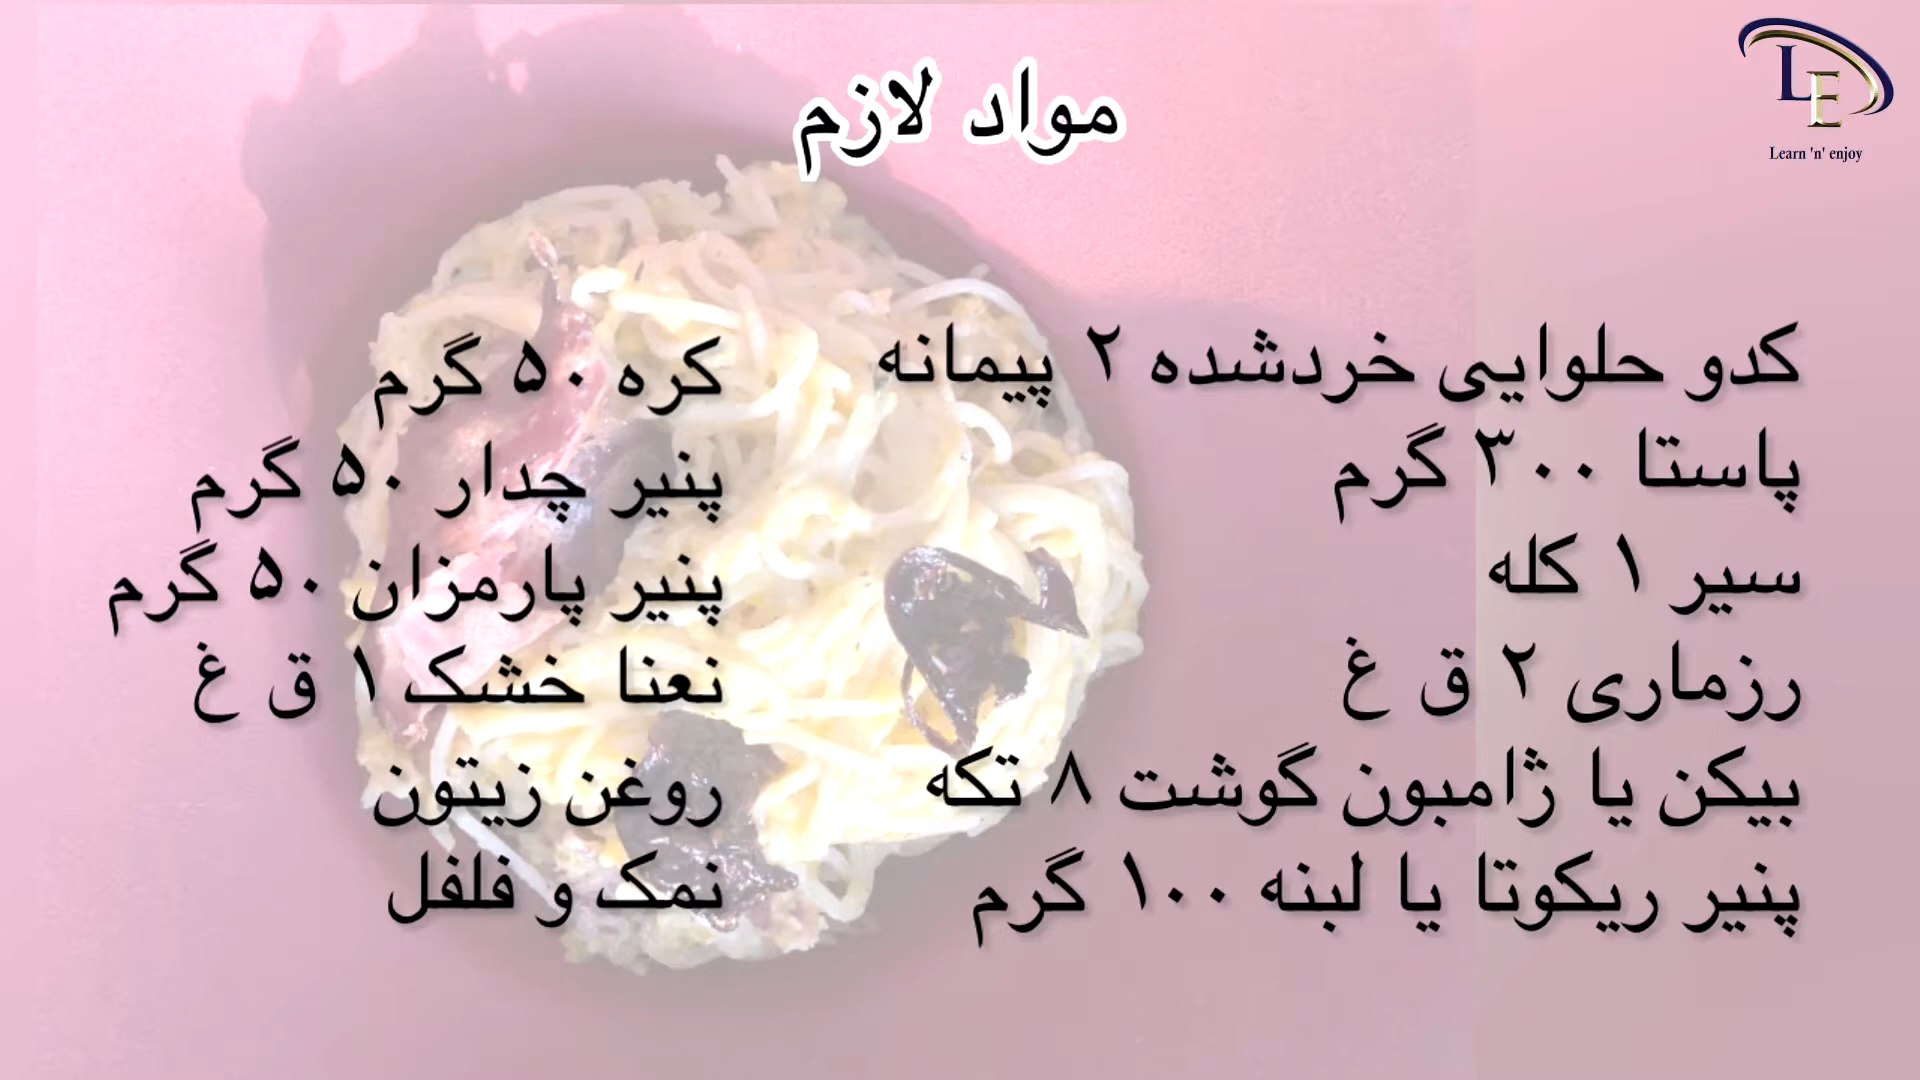 مواد لازم
کدو حلوایی خردشده ۲ پیمانه
پاستا ۳۰۰ گرم
سیر ۱ کله
رزماری ۲ ق غ
بیکن یا ژامبون گوشت ۸ تکه
پنیر ریکوتا یا لبنه ۱۰۰ گرم
کره ۵۰ گرم
پنیر چدار ۵۰ گرم
پنیر پارمزان ۵۰ گرم
نعنا خشک ۱ ق غ
روغن زیتون
نمک و فلفل
LE
Learn 'n' enjoy